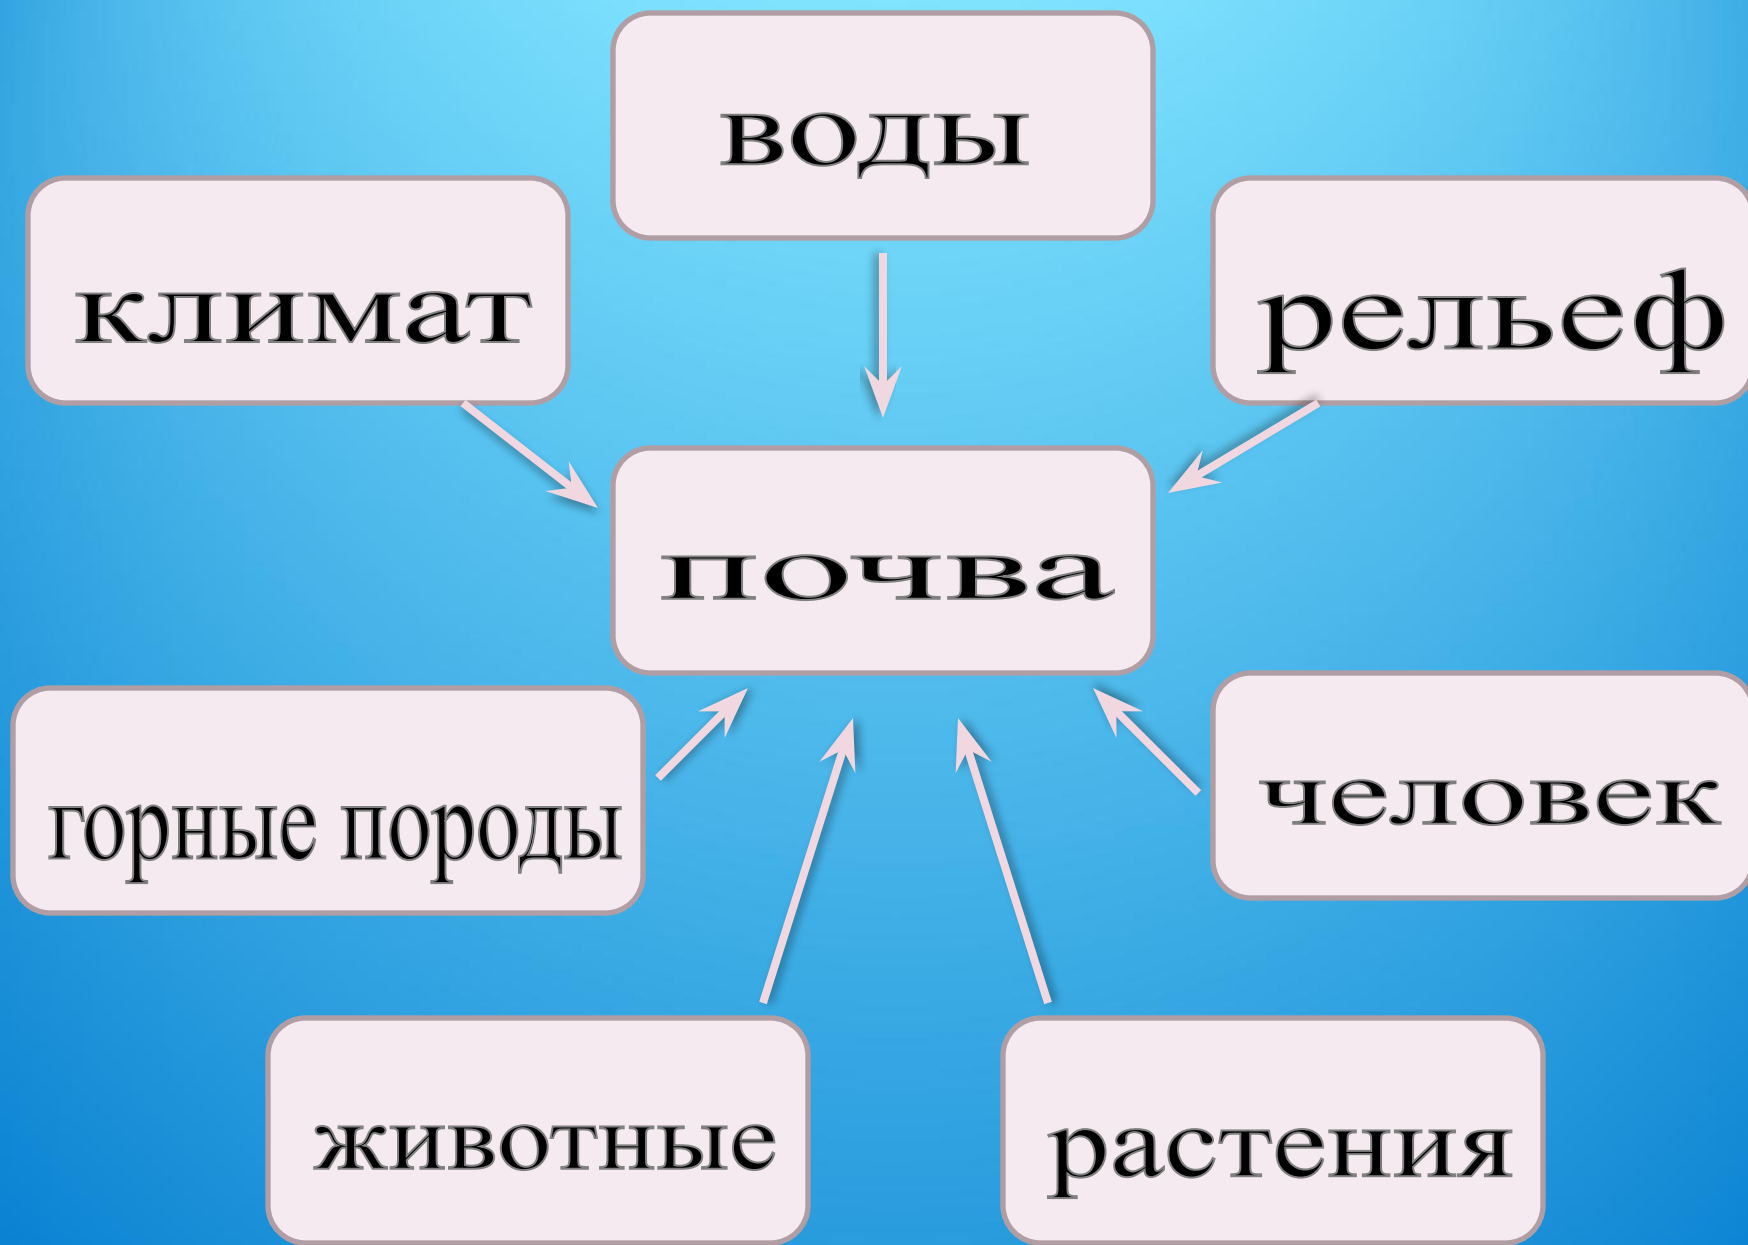 воды
климат
рельеф
почва
горные породы
человек
животные
растения